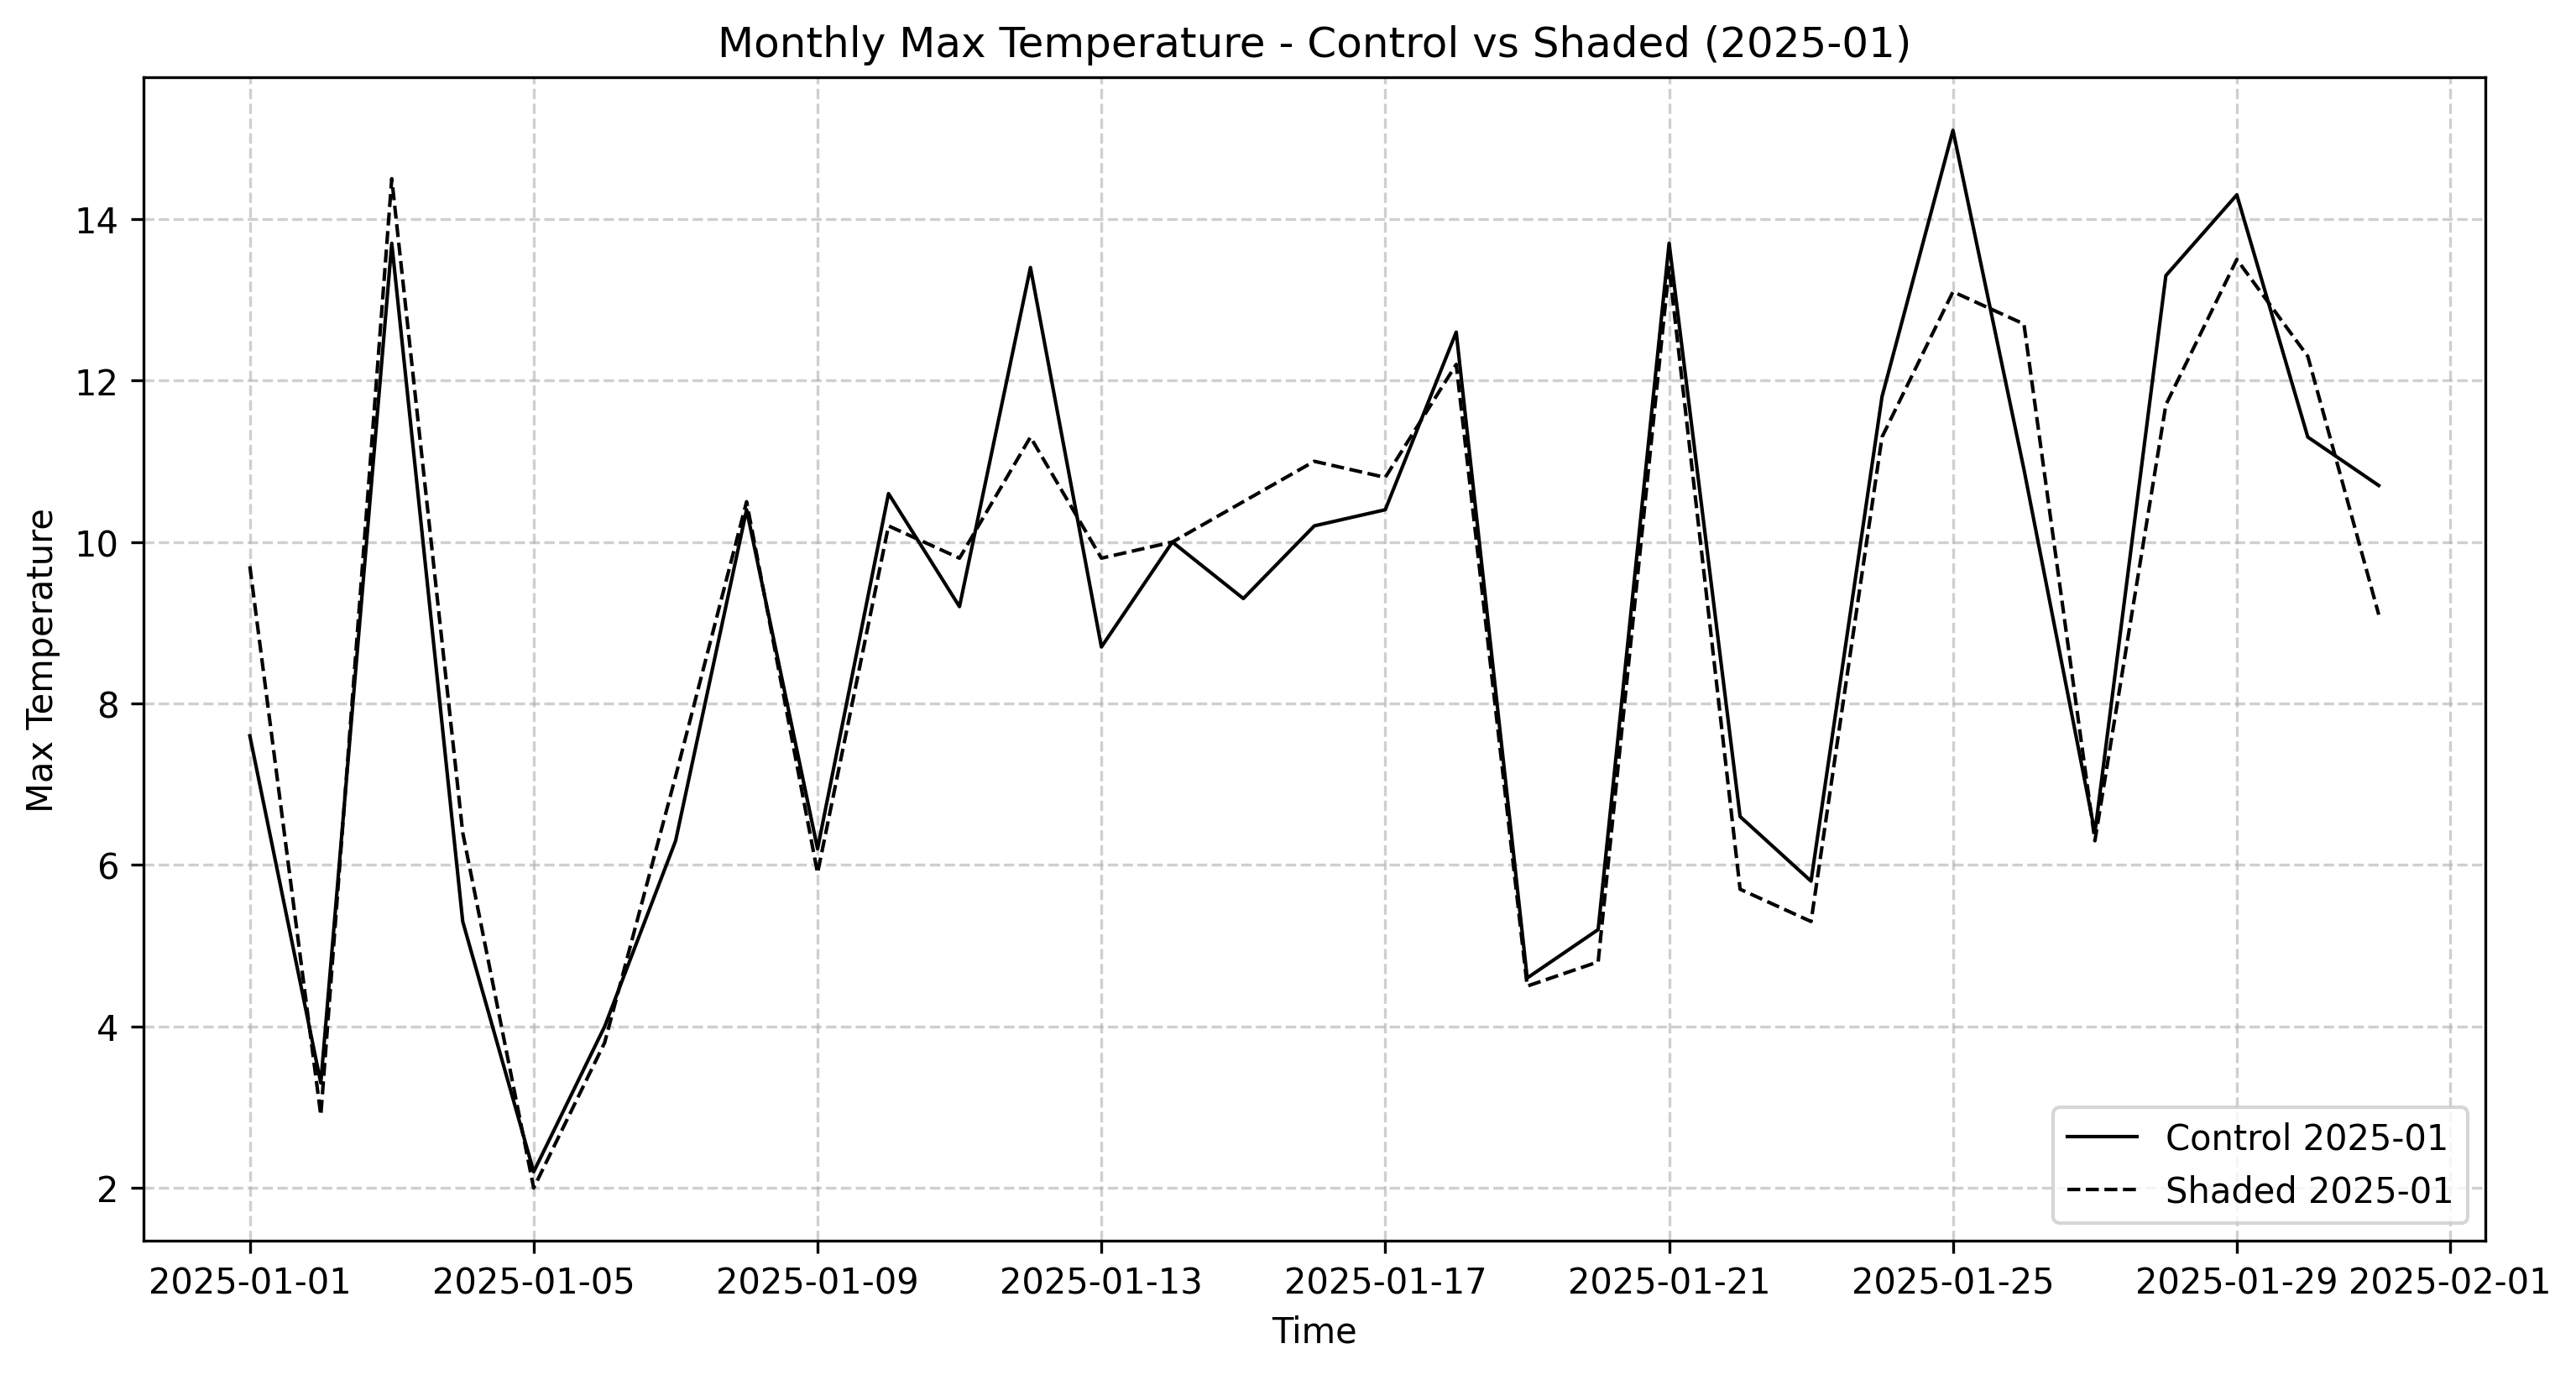 Monthly Max Temperature - Control vs Shaded (2025-01)
Max Temperature
14
12
10
8
6
4
2
Control 2025-01
Shaded 2025-01
2025-01-01 2025-01-05 2025-01-09 2025-01-13 2025-01-17 2025-01-21 2025-01-25 2025-01-29 2025-02-01
Time